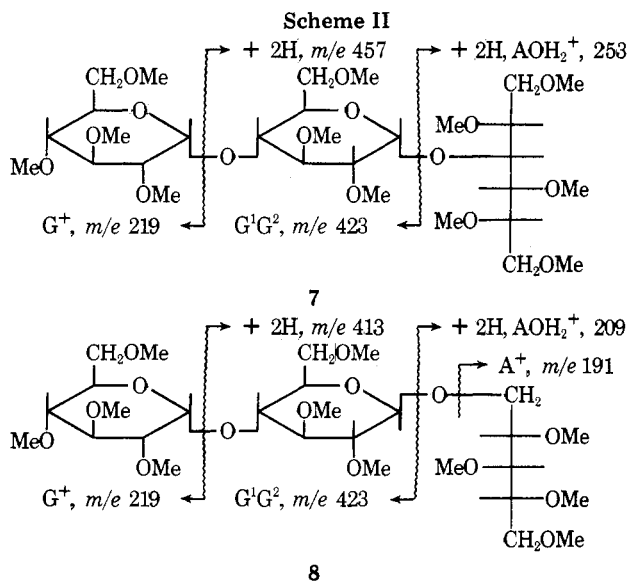 Scheme II
+ 2H, m/e 457
+ 2H, AOH₂⁺, 253
CH₂OMe
CH₂OMe
CH₂OMe
O
O
MeO
OMe
OMe
MeO
O
O
OMe
OMe
OMe
MeO
G⁺, m/e 219
G¹G², m/e 423
CH₂OMe
7
+ 2H, m/e 413
+ 2H, AOH₂⁺, 209
CH₂OMe
CH₂OMe
A⁺, m/e 191
O
O
O
CH₂
OMe
OMe
OMe
MeO
O
MeO
OMe
OMe
OMe
G⁺, m/e 219
G¹G², m/e 423
CH₂OMe
8